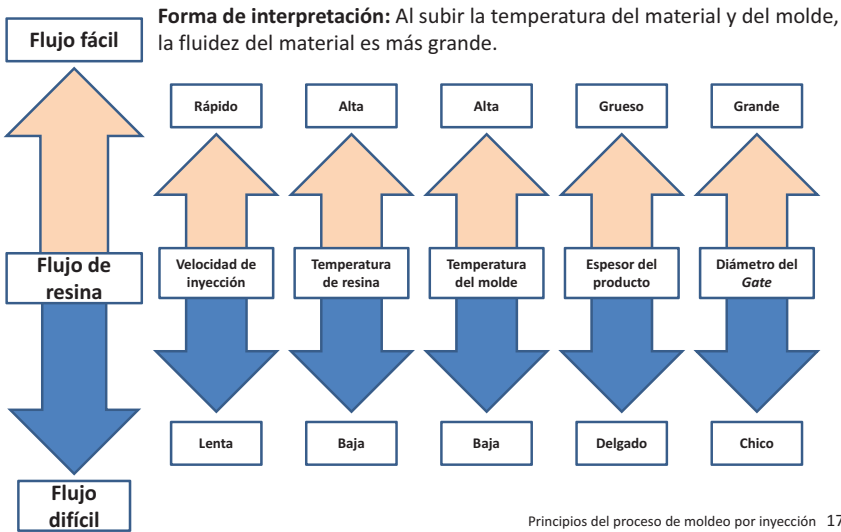 Forma de interpretación: Al subir la temperatura del material y del molde,
la fluidez del material es más grande.
Flujo fácil
Rápido
Alta
Alta
Grueso
Grande
Flujo de
resina
Velocidad de
inyección
Temperatura
de resina
Temperatura
del molde
Espesor del
producto
Diámetro del
Gate
Lenta
Baja
Baja
Delgado
Chico
Flujo
difícil
Principios del proceso de moldeo por inyección 17